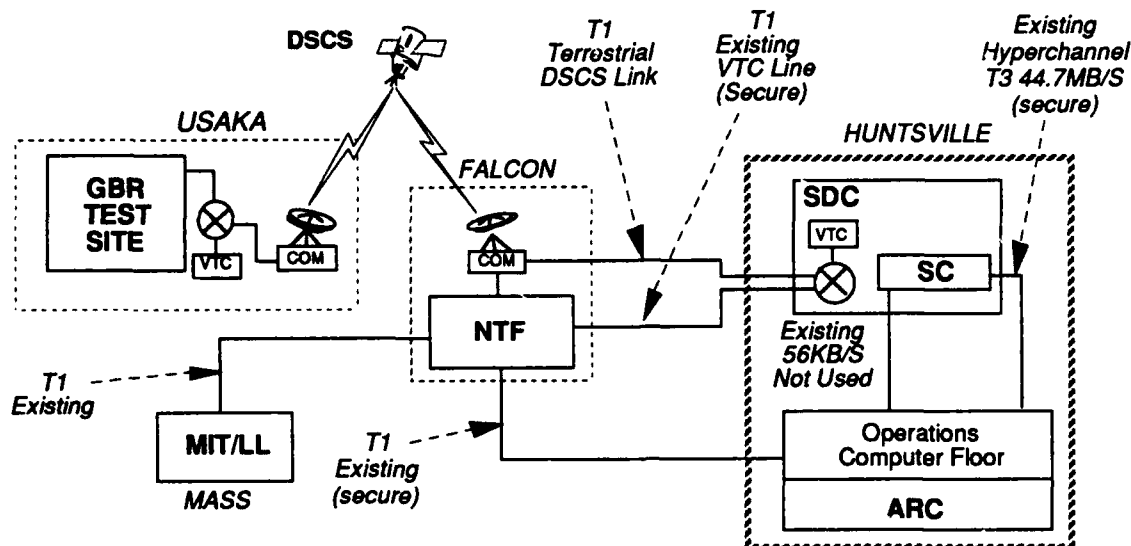 DSCS
T1
Terrestrial
DSCS Link
T1
Existing
VTC Line
(Secure)
Existing
Hyperchannel
T3 44.7MB/S
(secure)
USAKA
GBR
TEST
SITE
VTC
COM
FALCON
COM
NTF
HUNTSVILLE
SDC
VTC
SC
Existing
56KB/S
Not Used
T1
Existing
MIT/LL
MASS
T1
Existing
(secure)
Operations
Computer Floor
ARC